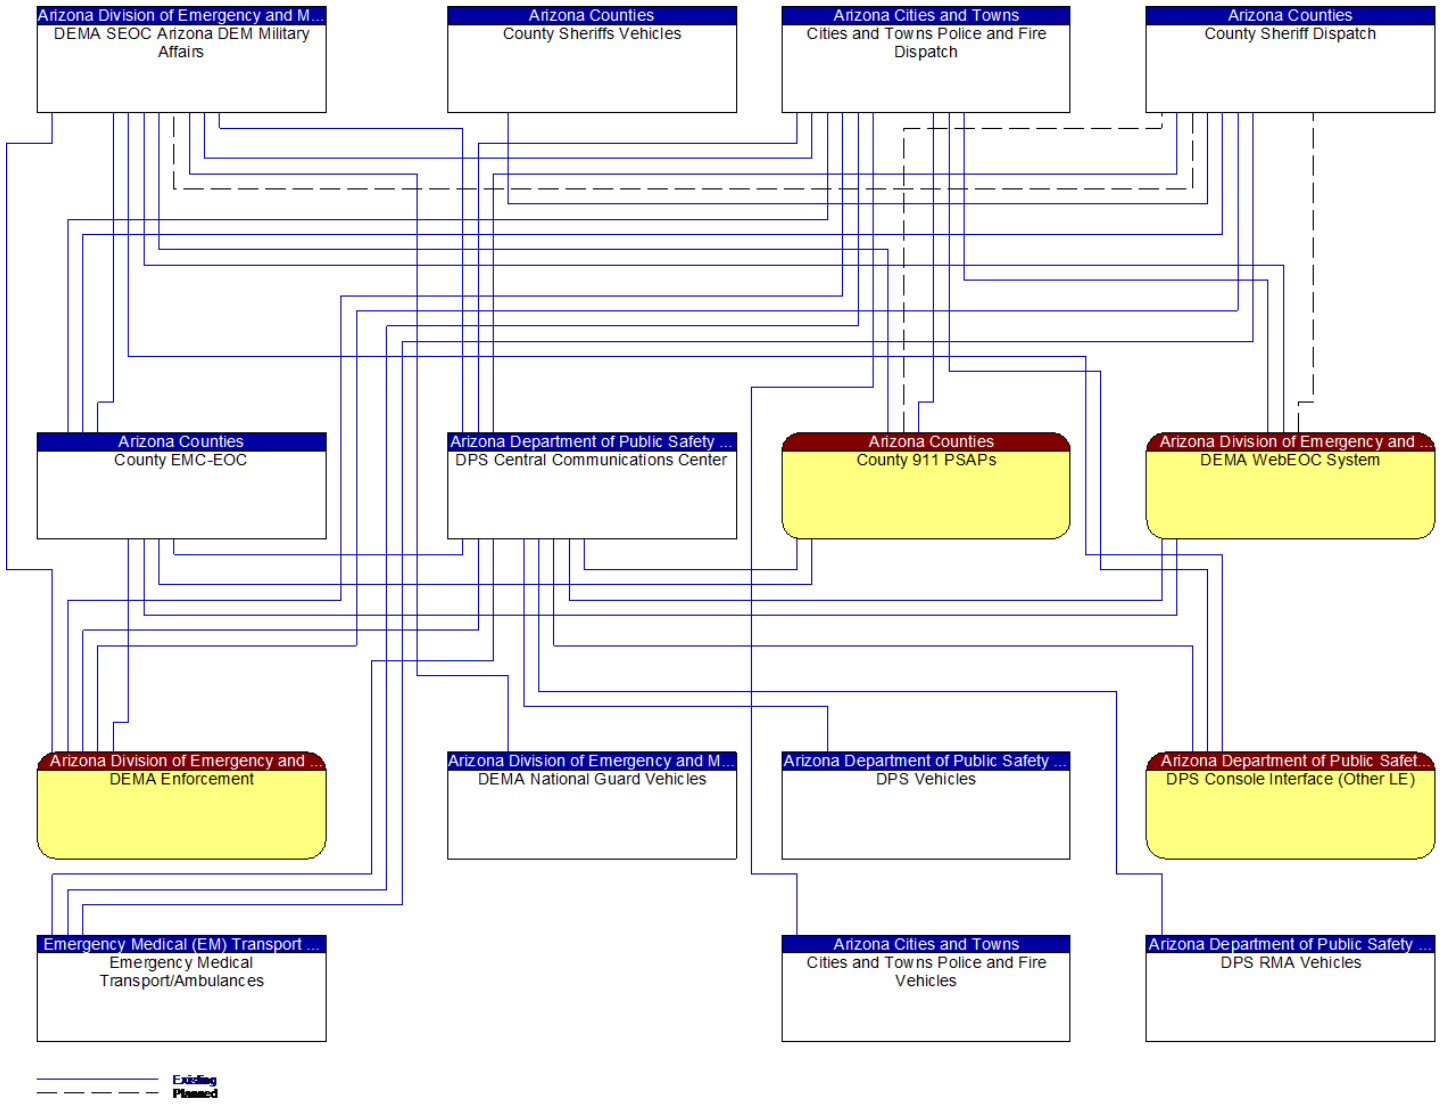 Arizona Division of Emergency and M...
DEMA SEOC Arizona DEM Military
Affairs
Arizona Counties
County Sheriffs Vehicles
Arizona Cities and Towns
Cities and Towns Police and Fire
Dispatch
Arizona Counties
County Sheriff Dispatch
Arizona Counties
County EMC-EOC
Arizona Department of Public Safety ...
DPS Central Communications Center
Arizona Counties
County 911 PSAPs
Arizona Division of Emergency and ...
DEMA WebEOC System
Arizona Division of Emergency and ...
DEMA Enforcement
Arizona Division of Emergency and M...
DEMA National Guard Vehicles
Arizona Department of Public Safety ...
DPS Vehicles
Arizona Department of Public Safet...
DPS Console Interface (Other LE)
Emergency Medical (EM) Transport ...
Emergency Medical
Transport/Ambulances
Arizona Cities and Towns
Cities and Towns Police and Fire
Vehicles
Arizona Department of Public Safety ...
DPS RMA Vehicles
Existing
Planned